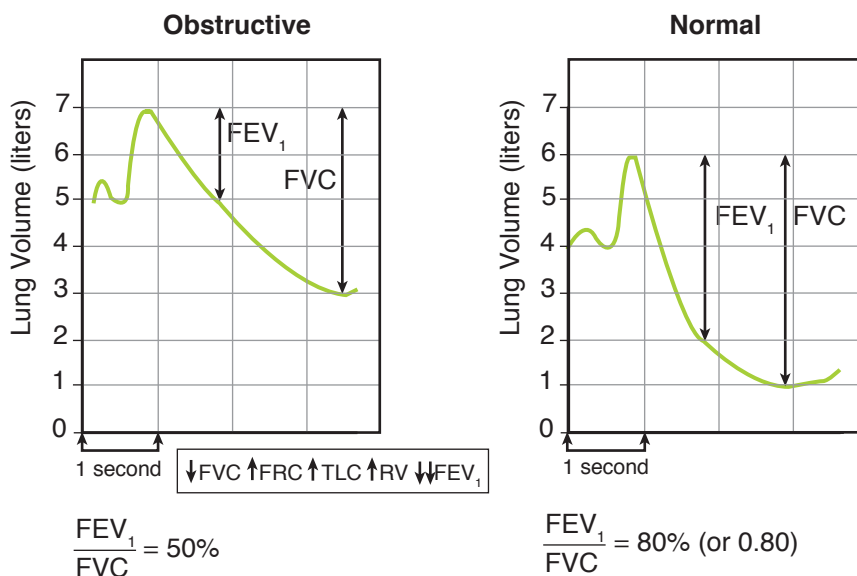 Obstructive
Lung Volume (liters)
7
6
5
4
3
2
1
0
FEV₁
FVC
1 second
↓FVC ↑FRC ↑TLC ↑RV ↓↓FEV₁
FEV₁
FVC
= 50%
Normal
Lung Volume (liters)
7
6
5
4
3
2
1
0
FEV₁
FVC
1 second
FEV₁
FVC
= 80% (or 0.80)